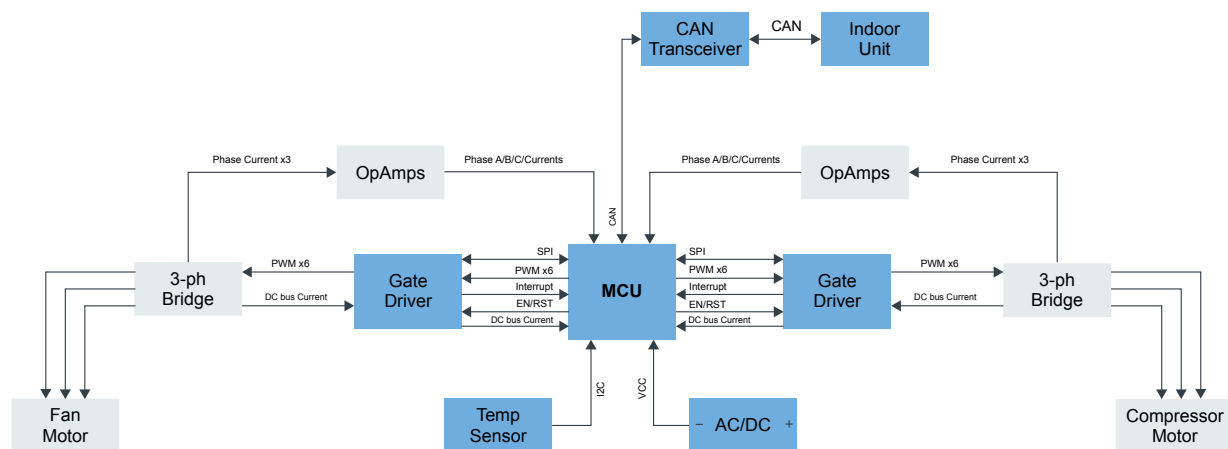 CAN
Transceiver
CAN
Indoor
Unit
Phase Current x3
OpAmps
Phase A/B/C/Currents
CAN
Phase A/B/C/Currents
OpAmps
Phase Current x3
3-ph
Bridge
PWM x6
DC bus Current
Gate
Driver
SPI
PWM x6
Interrupt
EN/RST
DC bus Current
MCU
SPI
PWM x6
Interrupt
EN/RST
DC bus Current
Gate
Driver
PWM x6
DC bus Current
3-ph
Bridge
Fan
Motor
Temp
Sensor
I2C
VCC
− AC/DC +
Compressor
Motor